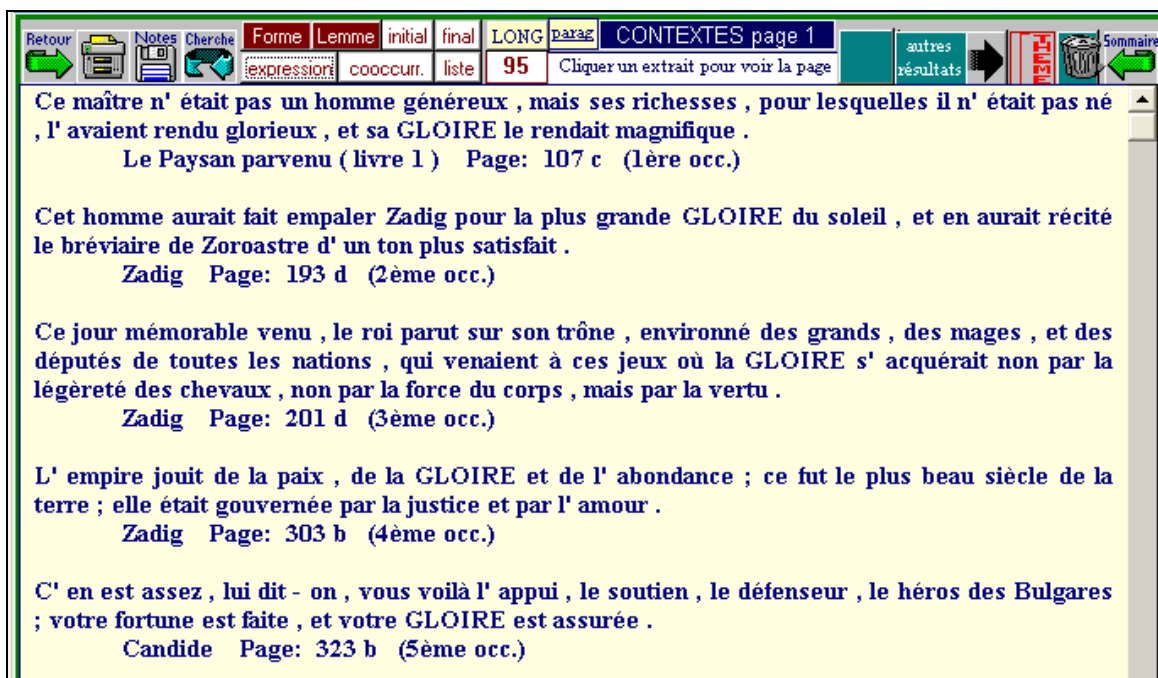 Retour Notes Cherche Forme Lemme initial final LONG parag CONTEXTES page 1 autres résultats THEME Sommaire
expression cooccurr. liste 95 Cliquer un extrait pour voir la page
Ce maître n' était pas un homme généreux , mais ses richesses , pour lesquelles il n' était pas né
, l' avaient rendu glorieux , et sa GLOIRE le rendait magnifique .
Le Paysan parvenu ( livre 1 ) Page: 107 c (1ère occ.)
Cet homme aurait fait empaler Zadig pour la plus grande GLOIRE du soleil , et en aurait récité
le bréviaire de Zoroastre d' un ton plus satisfait .
Zadig Page: 193 d (2ème occ.)
Ce jour mémorable venu , le roi parut sur son trône , environné des grands , des mages , et des
députés de toutes les nations , qui venaient à ces jeux où la GLOIRE s' acquérait non par la
légèreté des chevaux , non par la force du corps , mais par la vertu .
Zadig Page: 201 d (3ème occ.)
L' empire jouit de la paix , de la GLOIRE et de l' abondance ; ce fut le plus beau siècle de la
terre ; elle était gouvernée par la justice et par l' amour .
Zadig Page: 303 b (4ème occ.)
C' en est assez , lui dit - on , vous voilà l' appui , le soutien , le défenseur , le héros des Bulgares
; votre fortune est faite , et votre GLOIRE est assurée .
Candide Page: 323 b (5ème occ.)